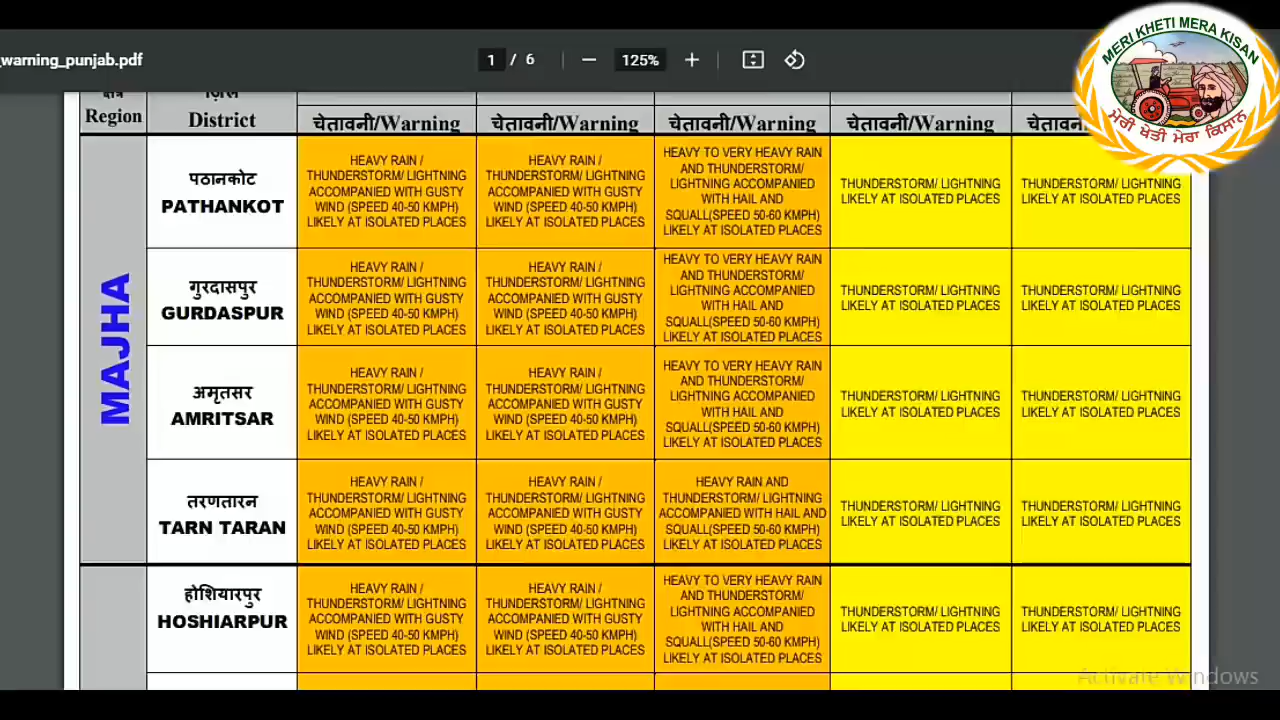 _warning_punjab.pdf
1 / 6
125%
MERI KHETI MERA KISAN
ਮੇਰੀ ਖੇਤੀ ਮੇਰਾ ਕਿਸਾਨ
Region
District
चेतावनी/Warning
चेतावनी/Warning
चेतावनी/Warning
चेतावनी/Warning
MAJHA
पठानकोट
PATHANKOT
HEAVY RAIN /
THUNDERSTORM/ LIGHTNING
ACCOMPANIED WITH GUSTY
WIND (SPEED 40-50 KMPH)
LIKELY AT ISOLATED PLACES
HEAVY RAIN /
THUNDERSTORM/ LIGHTNING
ACCOMPANIED WITH GUSTY
WIND (SPEED 40-50 KMPH)
LIKELY AT ISOLATED PLACES
HEAVY TO VERY HEAVY RAIN
AND THUNDERSTORM/
LIGHTNING ACCOMPANIED
WITH HAIL AND
SQUALL(SPEED 50-60 KMPH)
LIKELY AT ISOLATED PLACES
THUNDERSTORM/ LIGHTNING
LIKELY AT ISOLATED PLACES
THUNDERSTORM/ LIGHTNING
LIKELY AT ISOLATED PLACES
गुरदासपुर
GURDASPUR
HEAVY RAIN /
THUNDERSTORM/ LIGHTNING
ACCOMPANIED WITH GUSTY
WIND (SPEED 40-50 KMPH)
LIKELY AT ISOLATED PLACES
HEAVY RAIN /
THUNDERSTORM/ LIGHTNING
ACCOMPANIED WITH GUSTY
WIND (SPEED 40-50 KMPH)
LIKELY AT ISOLATED PLACES
HEAVY TO VERY HEAVY RAIN
AND THUNDERSTORM/
LIGHTNING ACCOMPANIED
WITH HAIL AND
SQUALL(SPEED 50-60 KMPH)
LIKELY AT ISOLATED PLACES
THUNDERSTORM/ LIGHTNING
LIKELY AT ISOLATED PLACES
THUNDERSTORM/ LIGHTNING
LIKELY AT ISOLATED PLACES
अमृतसर
AMRITSAR
HEAVY RAIN /
THUNDERSTORM/ LIGHTNING
ACCOMPANIED WITH GUSTY
WIND (SPEED 40-50 KMPH)
LIKELY AT ISOLATED PLACES
HEAVY RAIN /
THUNDERSTORM/ LIGHTNING
ACCOMPANIED WITH GUSTY
WIND (SPEED 40-50 KMPH)
LIKELY AT ISOLATED PLACES
HEAVY TO VERY HEAVY RAIN
AND THUNDERSTORM/
LIGHTNING ACCOMPANIED
WITH HAIL AND
SQUALL(SPEED 50-60 KMPH)
LIKELY AT ISOLATED PLACES
THUNDERSTORM/ LIGHTNING
LIKELY AT ISOLATED PLACES
THUNDERSTORM/ LIGHTNING
LIKELY AT ISOLATED PLACES
तरणतारन
TARN TARAN
HEAVY RAIN /
THUNDERSTORM/ LIGHTNING
ACCOMPANIED WITH GUSTY
WIND (SPEED 40-50 KMPH)
LIKELY AT ISOLATED PLACES
HEAVY RAIN /
THUNDERSTORM/ LIGHTNING
ACCOMPANIED WITH GUSTY
WIND (SPEED 40-50 KMPH)
LIKELY AT ISOLATED PLACES
HEAVY RAIN AND
THUNDERSTORM/ LIGHTNING
ACCOMPANIED WITH HAIL AND
SQUALL(SPEED 50-60 KMPH)
LIKELY AT ISOLATED PLACES
THUNDERSTORM/ LIGHTNING
LIKELY AT ISOLATED PLACES
THUNDERSTORM/ LIGHTNING
LIKELY AT ISOLATED PLACES
होशियारपुर
HOSHIARPUR
HEAVY RAIN /
THUNDERSTORM/ LIGHTNING
ACCOMPANIED WITH GUSTY
WIND (SPEED 40-50 KMPH)
LIKELY AT ISOLATED PLACES
HEAVY RAIN /
THUNDERSTORM/ LIGHTNING
ACCOMPANIED WITH GUSTY
WIND (SPEED 40-50 KMPH)
LIKELY AT ISOLATED PLACES
HEAVY TO VERY HEAVY RAIN
AND THUNDERSTORM/
LIGHTNING ACCOMPANIED
WITH HAIL AND
SQUALL(SPEED 50-60 KMPH)
LIKELY AT ISOLATED PLACES
THUNDERSTORM/ LIGHTNING
LIKELY AT ISOLATED PLACES
THUNDERSTORM/ LIGHTNING
LIKELY AT ISOLATED PLACES
Activate Windows